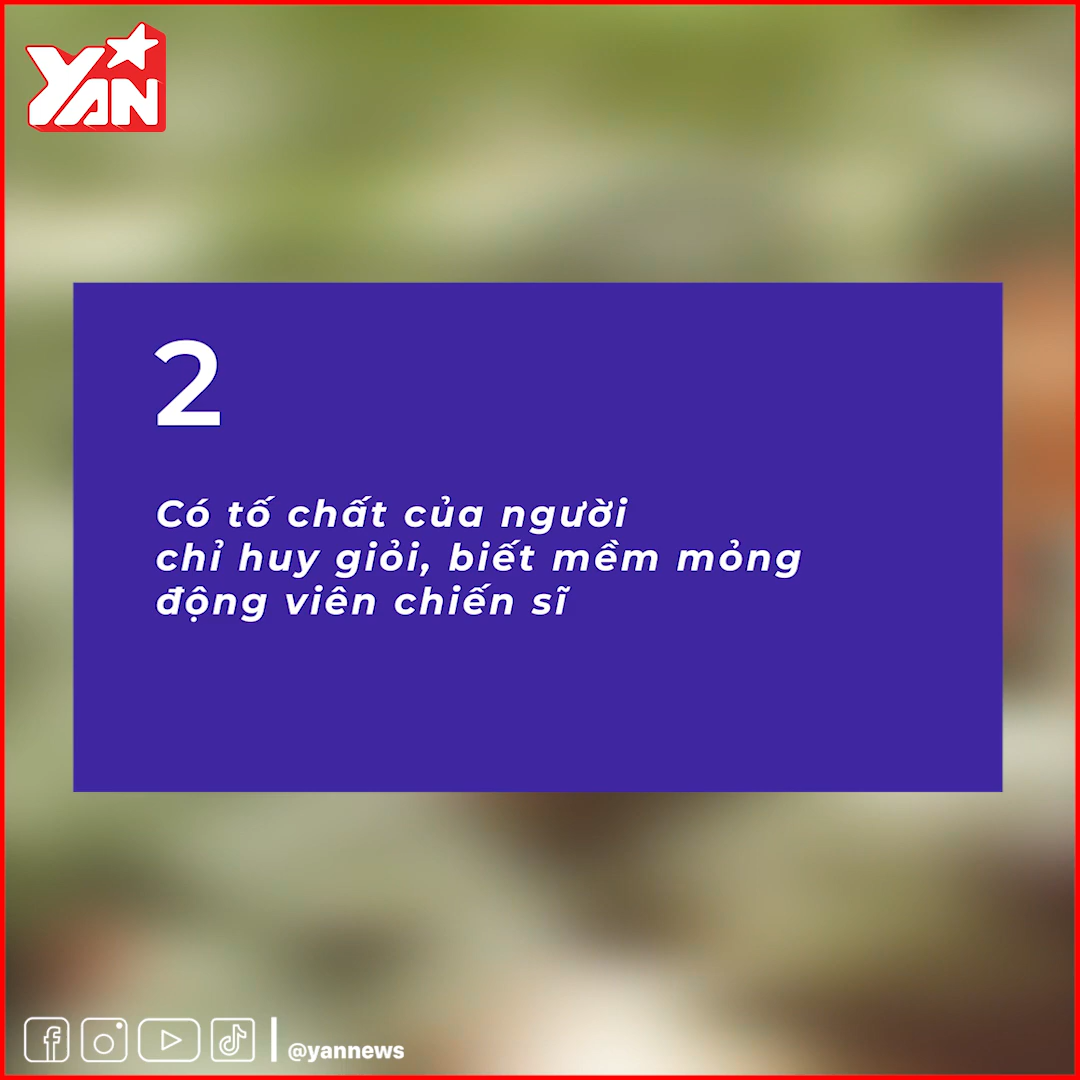 YAN
2
Có tố chất của người
chỉ huy giỏi, biết mềm mỏng
động viên chiến sĩ
@yannews